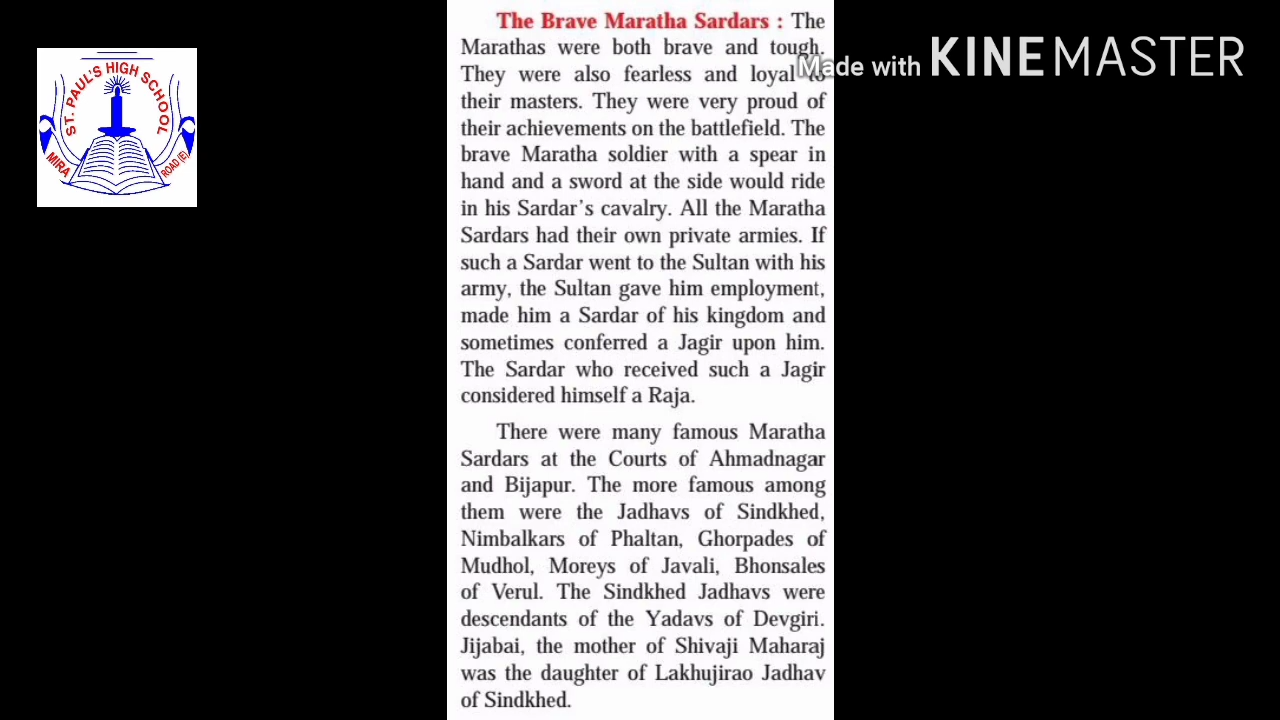 ST. PAUL'S HIGH SCHOOL
MIRA ROAD (E)
Made with KINEMASTER
The Brave Maratha Sardars : The
Marathas were both brave and tough.
They were also fearless and loyal to
their masters. They were very proud of
their achievements on the battlefield. The
brave Maratha soldier with a spear in
hand and a sword at the side would ride
in his Sardar's cavalry. All the Maratha
Sardars had their own private armies. If
such a Sardar went to the Sultan with his
army, the Sultan gave him employment,
made him a Sardar of his kingdom and
sometimes conferred a Jagir upon him.
The Sardar who received such a Jagir
considered himself a Raja.
There were many famous Maratha
Sardars at the Courts of Ahmadnagar
and Bijapur. The more famous among
them were the Jadhavs of Sindkhed,
Nimbalkars of Phaltan, Ghorpades of
Mudhol, Moreys of Javali, Bhonsales
of Verul. The Sindkhed Jadhavs were
descendants of the Yadavs of Devgiri.
Jijabai, the mother of Shivaji Maharaj
was the daughter of Lakhujirao Jadhav
of Sindkhed.